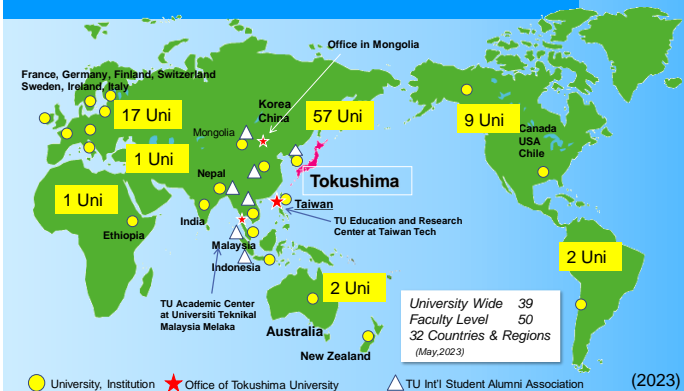 Office in Mongolia
France, Germany, Finland, Switzerland
Sweden, Ireland, Italy
17 Uni
Korea
China
57 Uni
9 Uni
Canada
USA
Chile
Mongolia
1 Uni
Nepal
Tokushima
1 Uni
Taiwan
India
TU Education and Research
Center at Taiwan Tech
Ethiopia
Malaysia
Indonesia
2 Uni
TU Academic Center
at Universiti Teknikal
Malaysia Melaka
2 Uni
University Wide 39
Faculty Level 50
32 Countries & Regions
(May,2023)
Australia
New Zealand
University, Institution
Office of Tokushima University
TU Int'l Student Alumni Association
(2023)